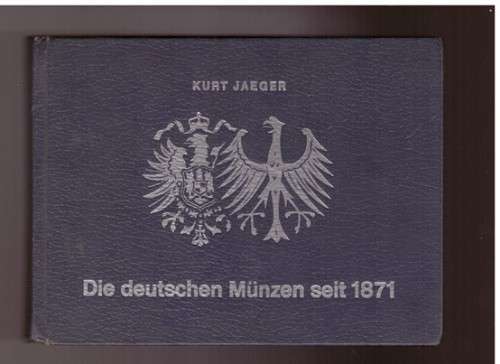 KURT JAEGER
Die deutschen Münzen seit 1871